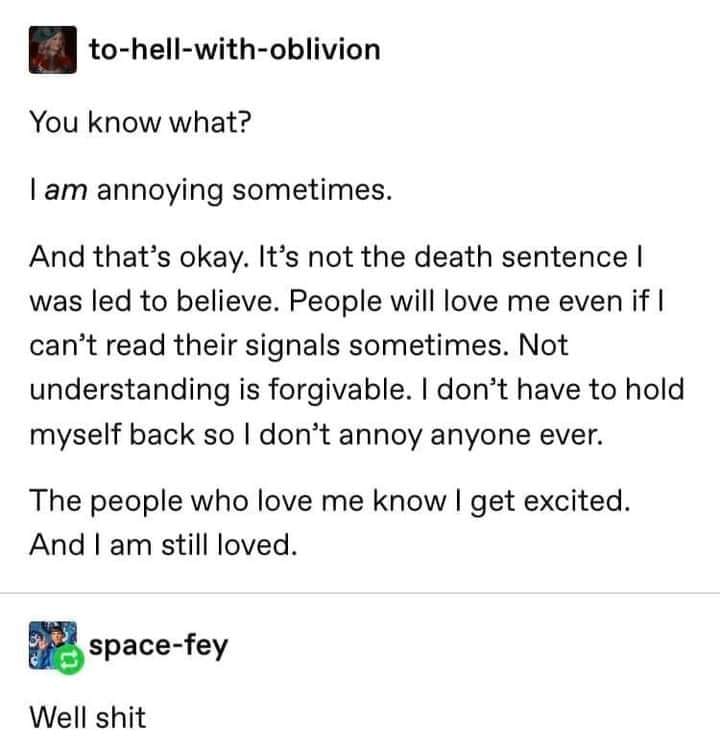 to-hell-with-oblivion
You know what?
I am annoying sometimes.
And that’s okay. It’s not the death sentence I
was led to believe. People will love me even if I
can’t read their signals sometimes. Not
understanding is forgivable. I don’t have to hold
myself back so I don’t annoy anyone ever.
The people who love me know I get excited.
And I am still loved.
space-fey
Well shit